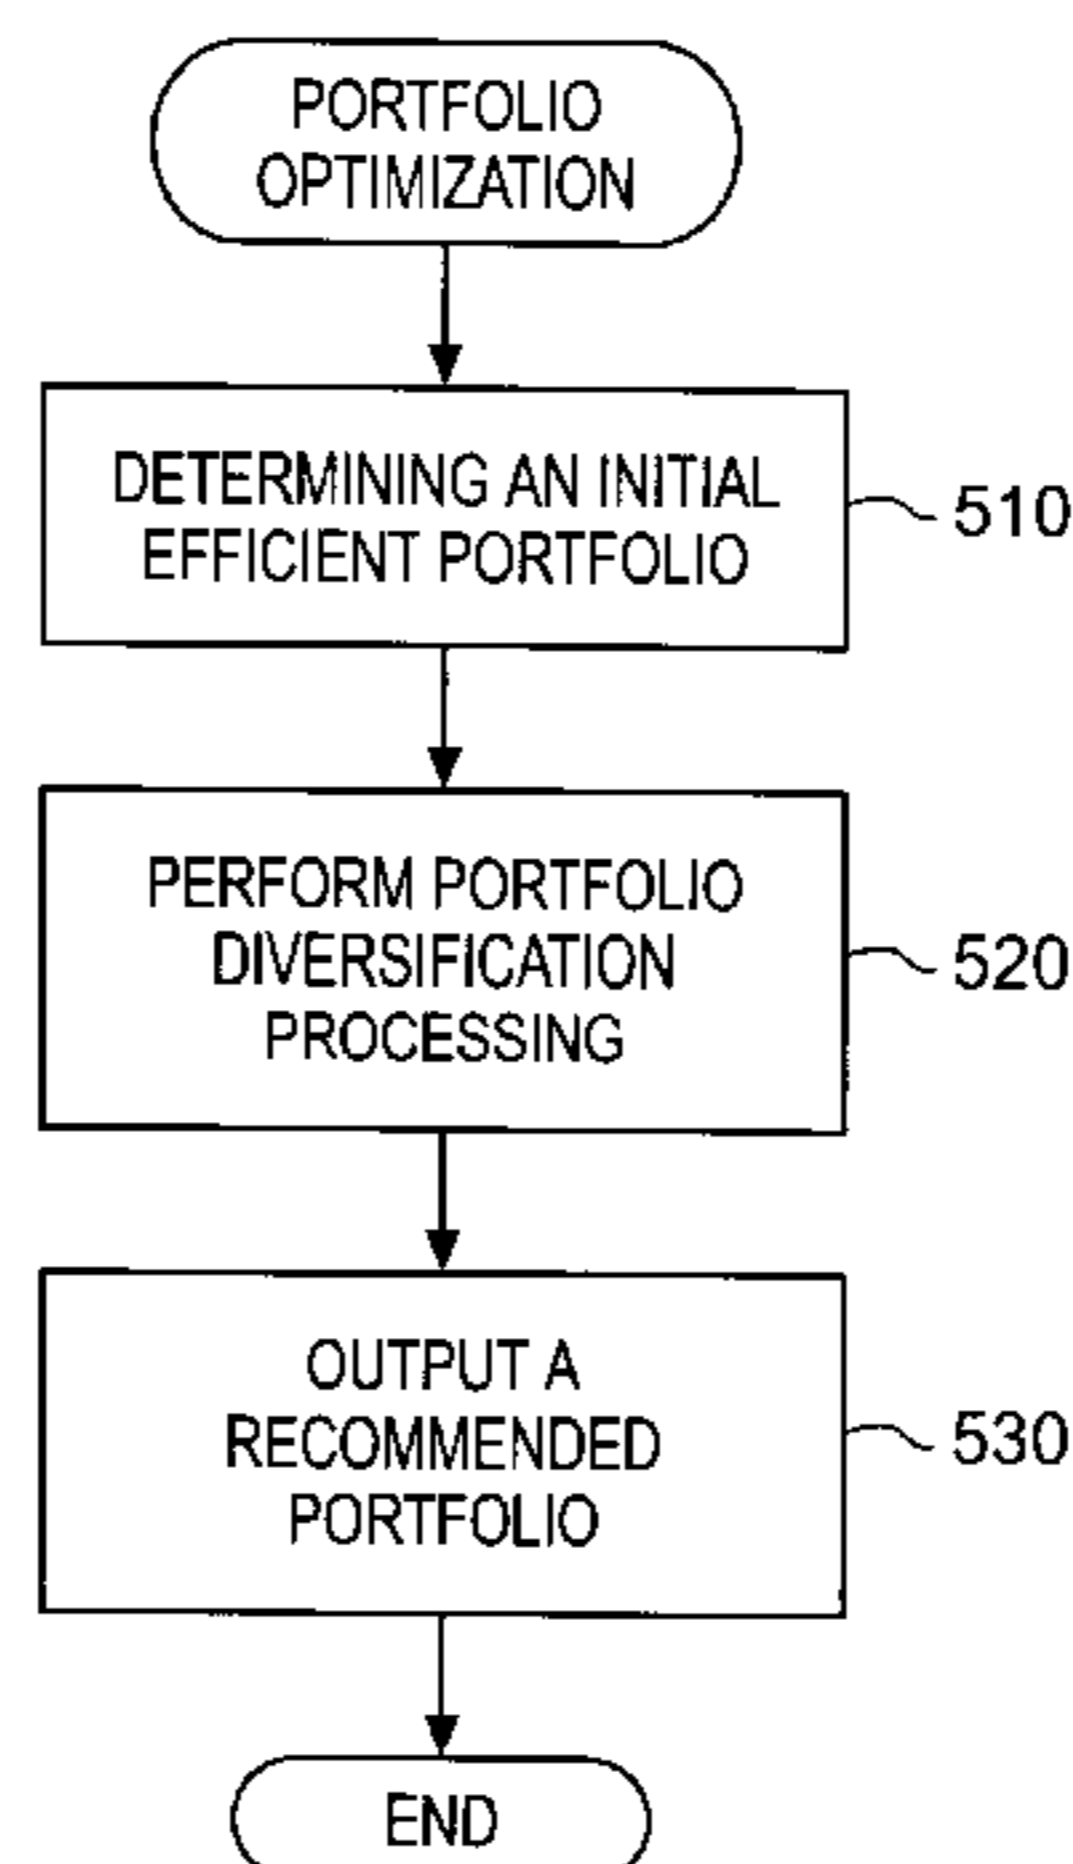 PORTFOLIO
OPTIMIZATION
DETERMINING AN INITIAL
EFFICIENT PORTFOLIO
510
PERFORM PORTFOLIO
DIVERSIFICATION
PROCESSING
520
OUTPUT A
RECOMMENDED
PORTFOLIO
530
END